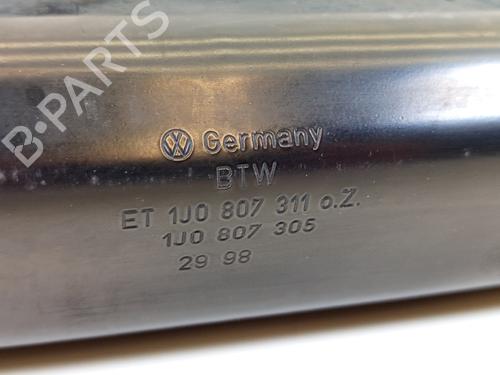 B-PARTS
Germany
BTW
ET 1J0 807 311 o.Z.
1J0 807 305
29 98